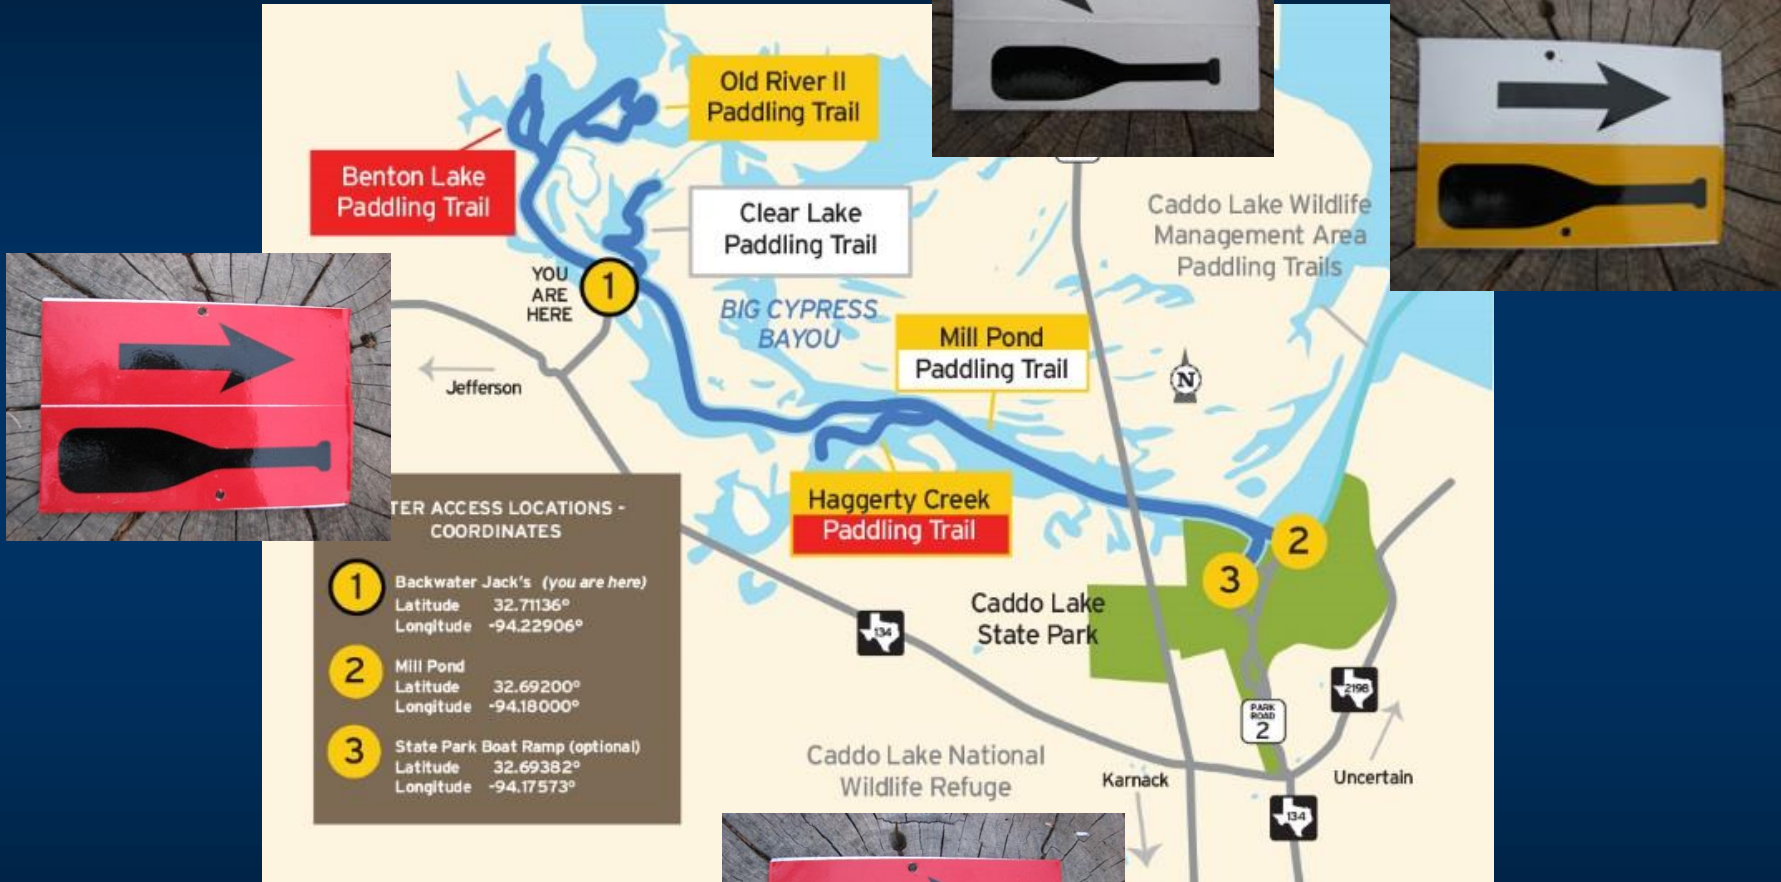 Old River II
Paddling Trail
Benton Lake
Paddling Trail
Clear Lake
Paddling Trail
Caddo Lake Wildlife
Management Area
Paddling Trails
YOU
ARE
HERE
1
BIG CYPRESS
BAYOU
Mill Pond
Paddling Trail
N
Jefferson
Haggerty Creek
Paddling Trail
2
3
Caddo Lake
State Park
134
2198
PARK
ROAD
2
Caddo Lake National
Wildlife Refuge
Karnack
Uncertain
134
TER ACCESS LOCATIONS -
COORDINATES
1
Backwater Jack's (you are here)
Latitude 32.71136°
Longitude -94.22906°
2
Mill Pond
Latitude 32.69200°
Longitude -94.18000°
3
State Park Boat Ramp (optional)
Latitude 32.69382°
Longitude -94.17573°